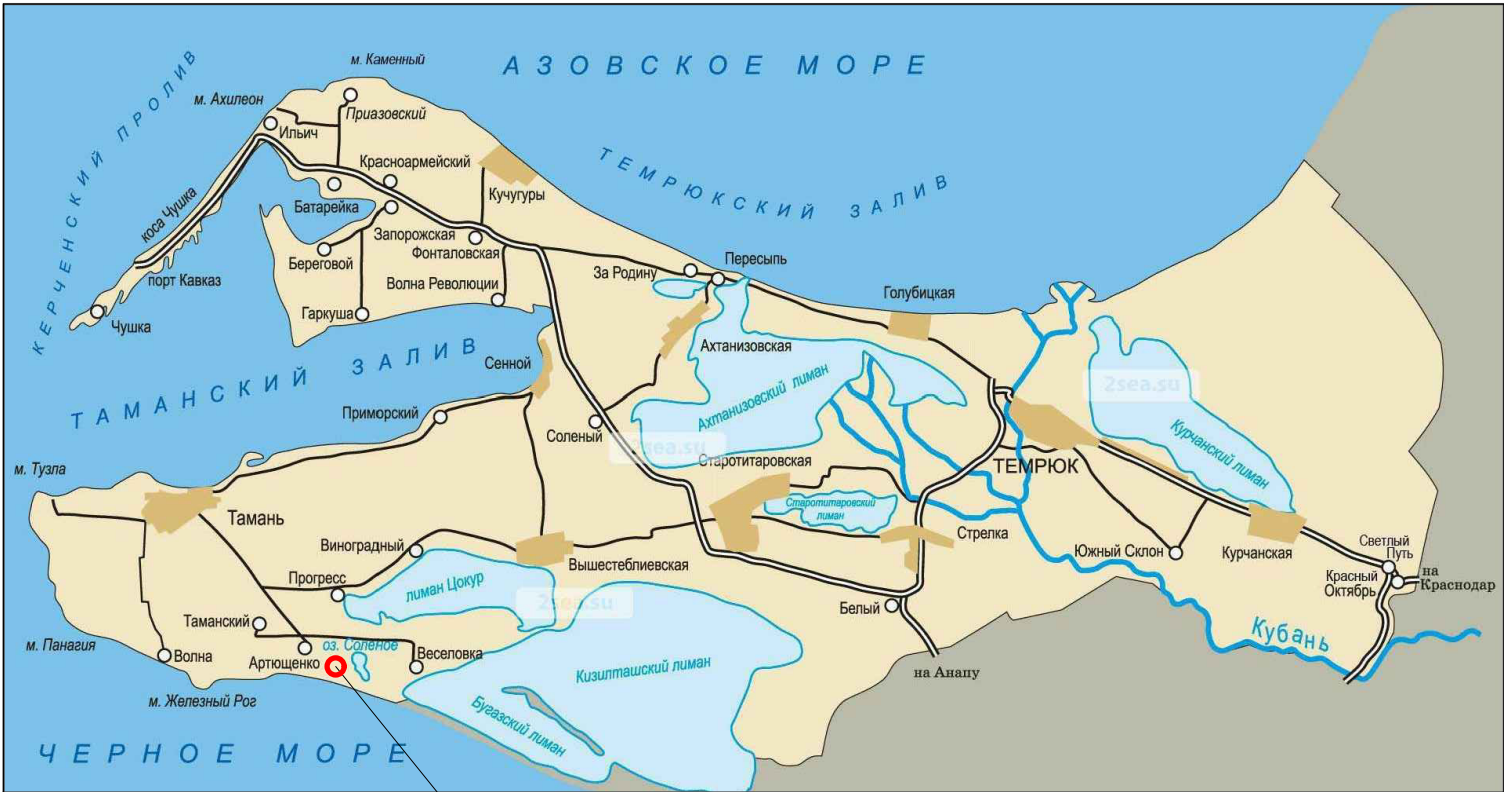 АЗОВСКОЕ МОРЕ
м. Каменный
КЕРЧЕНСКИЙ ПРОЛИВ
м. Ахилеон
Приазовский
Ильич
ТЕМРЮКСКИЙ ЗАЛИВ
Красноармейский
Кучугуры
коса Чушка
Батарейка
Запорожская
Фонталовская
Береговой
порт Кавказ
Волна Революции
За Родину
Пересыпь
Голубицкая
Чушка
Гаркуша
ТАМАНСКИЙ ЗАЛИВ
Сенной
Ахтанизовская
Ахтанизовский лиман
2sea.su
Приморский
Соленый
2sea.su
Курчанский лиман
м. Тузла
Старотитаровская
ТЕМРЮК
Старотитаровский
лиман
Тамань
Стрелка
Виноградный
Вышестеблиевская
Южный Склон
Курчанская
Светлый
Путь
Прогресс
лиман Цокур
2sea.su
Белый
Красный
Октябрь
на
Краснодар
Таманский
Кубань
м. Панагия
Волна
Артющенко
оз. Соленое
Веселовка
Кизилташский лиман
на Анапу
м. Железный Рог
Бугазский лиман
ЧЕРНОЕ МОРЕ